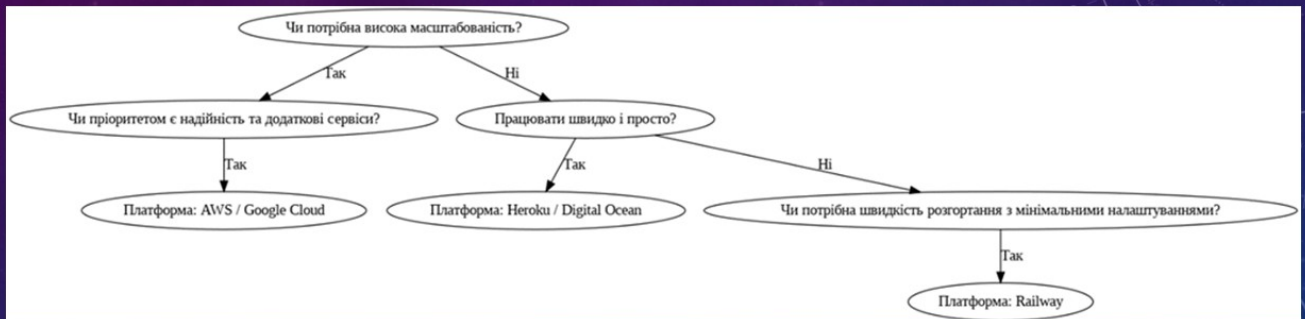 Чи потрібна висока масштабованість?
Так
Ні
Чи пріоритетом є надійність та додаткові сервіси?
Працювати швидко і просто?
Так
Так
Ні
Платформа: AWS / Google Cloud
Платформа: Heroku / Digital Ocean
Чи потрібна швидкість розгортання з мінімальними налаштуваннями?
Так
Платформа: Railway